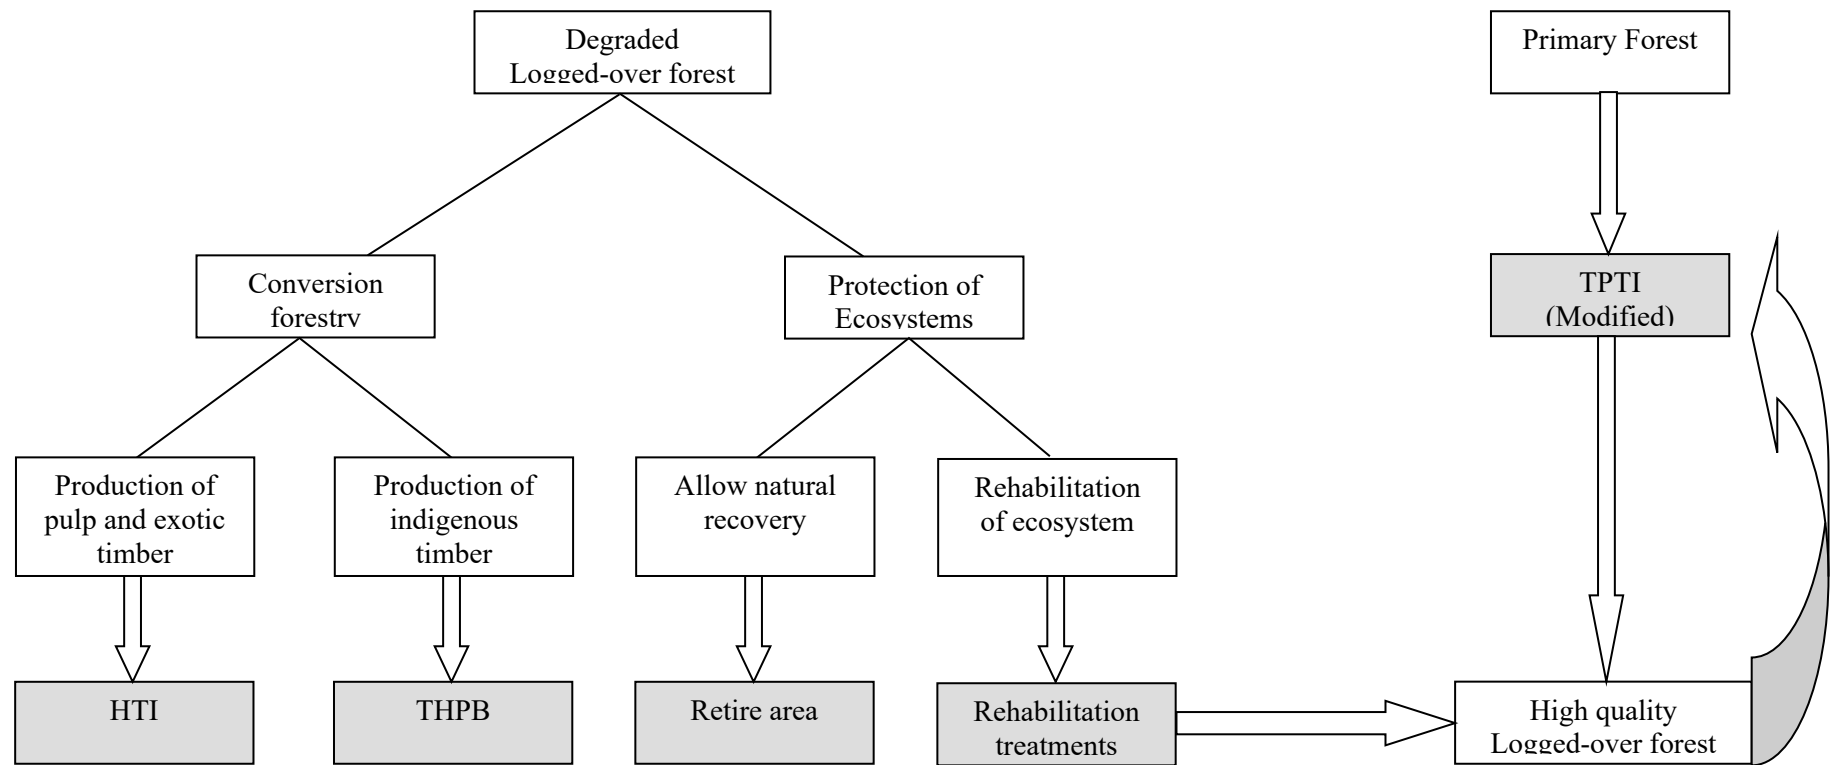 Degraded
Logged-over forest
Primary Forest
Conversion
forestry
Protection of
Ecosystems
TPTI
(Modified)
Production of
pulp and exotic
timber
Production of
indigenous
timber
Allow natural
recovery
Rehabilitation
of ecosystem
HTI
THPB
Retire area
Rehabilitation
treatments
High quality
Logged-over forest